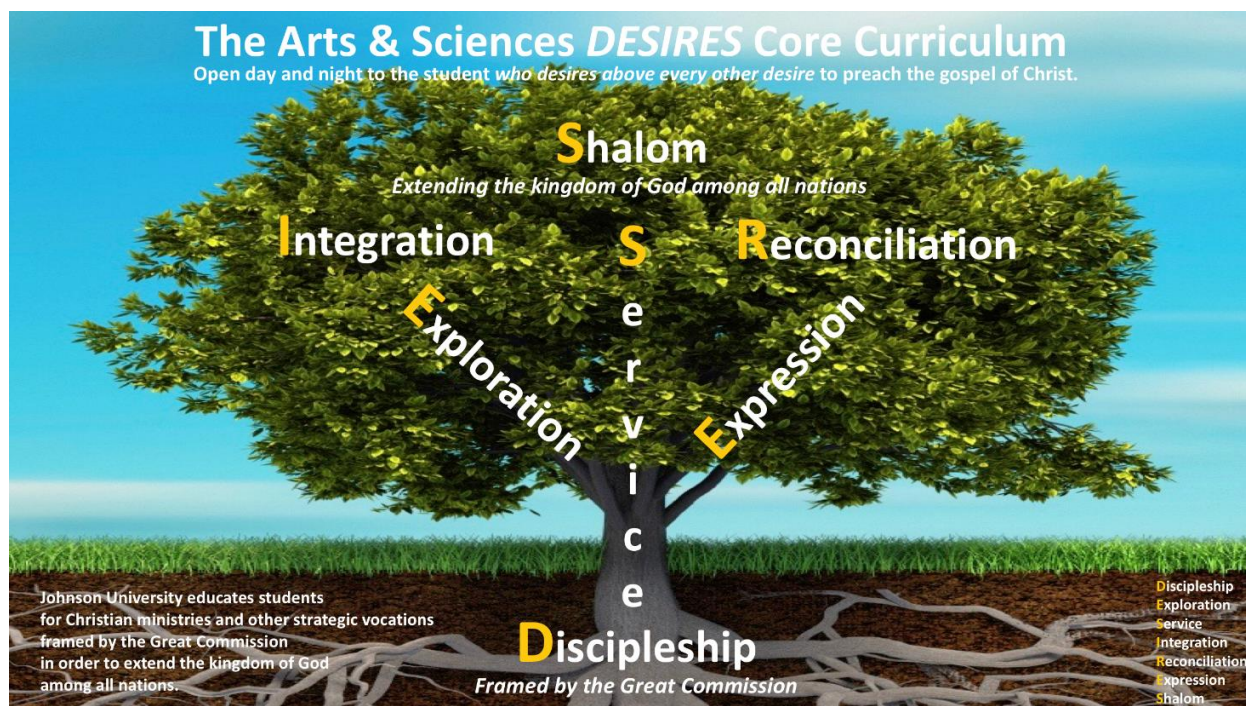 The Arts & Sciences DESIRES Core Curriculum
Open day and night to the student who desires above every other desire to preach the gospel of Christ.
Shalom
Extending the kingdom of God among all nations
Integration
Service
Reconciliation
Exploration
Expression
Discipleship
Framed by the Great Commission
Johnson University educates students
for Christian ministries and other strategic vocations
framed by the Great Commission
in order to extend the kingdom of God
among all nations.
Discipleship
Exploration
Service
Integration
Reconciliation
Expression
Shalom